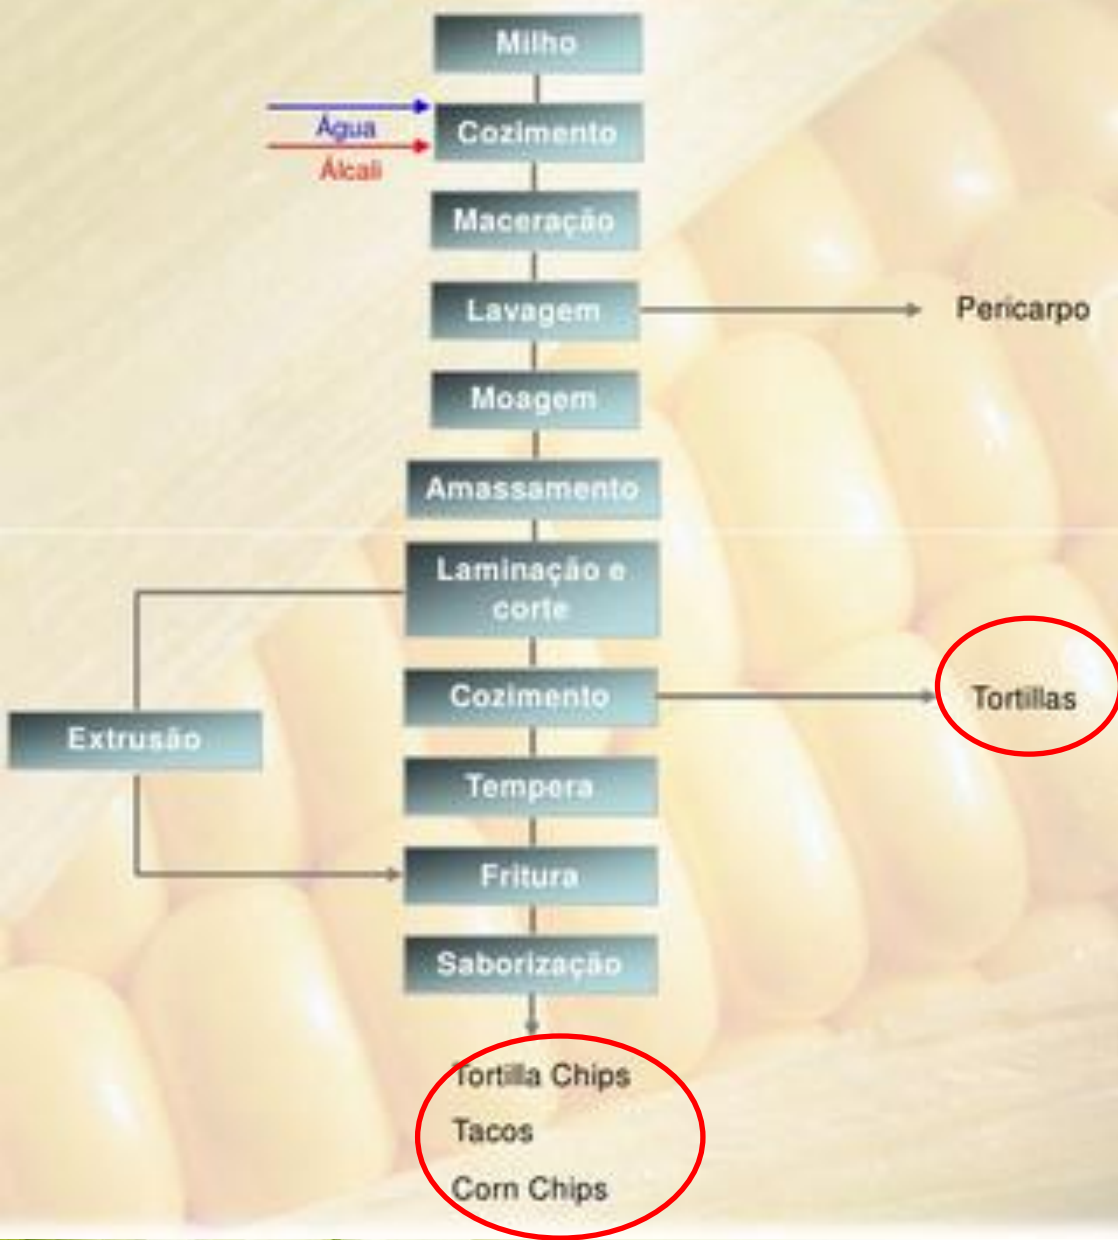 Milho
Água
Álcali
Cozimento
Maceração
Lavagem
Pericarpo
Moagem
Amassamento
Laminação e
corte
Cozimento
Tortillas
Extrusão
Tempera
Fritura
Saborização
Tortilla Chips
Tacos
Corn Chips